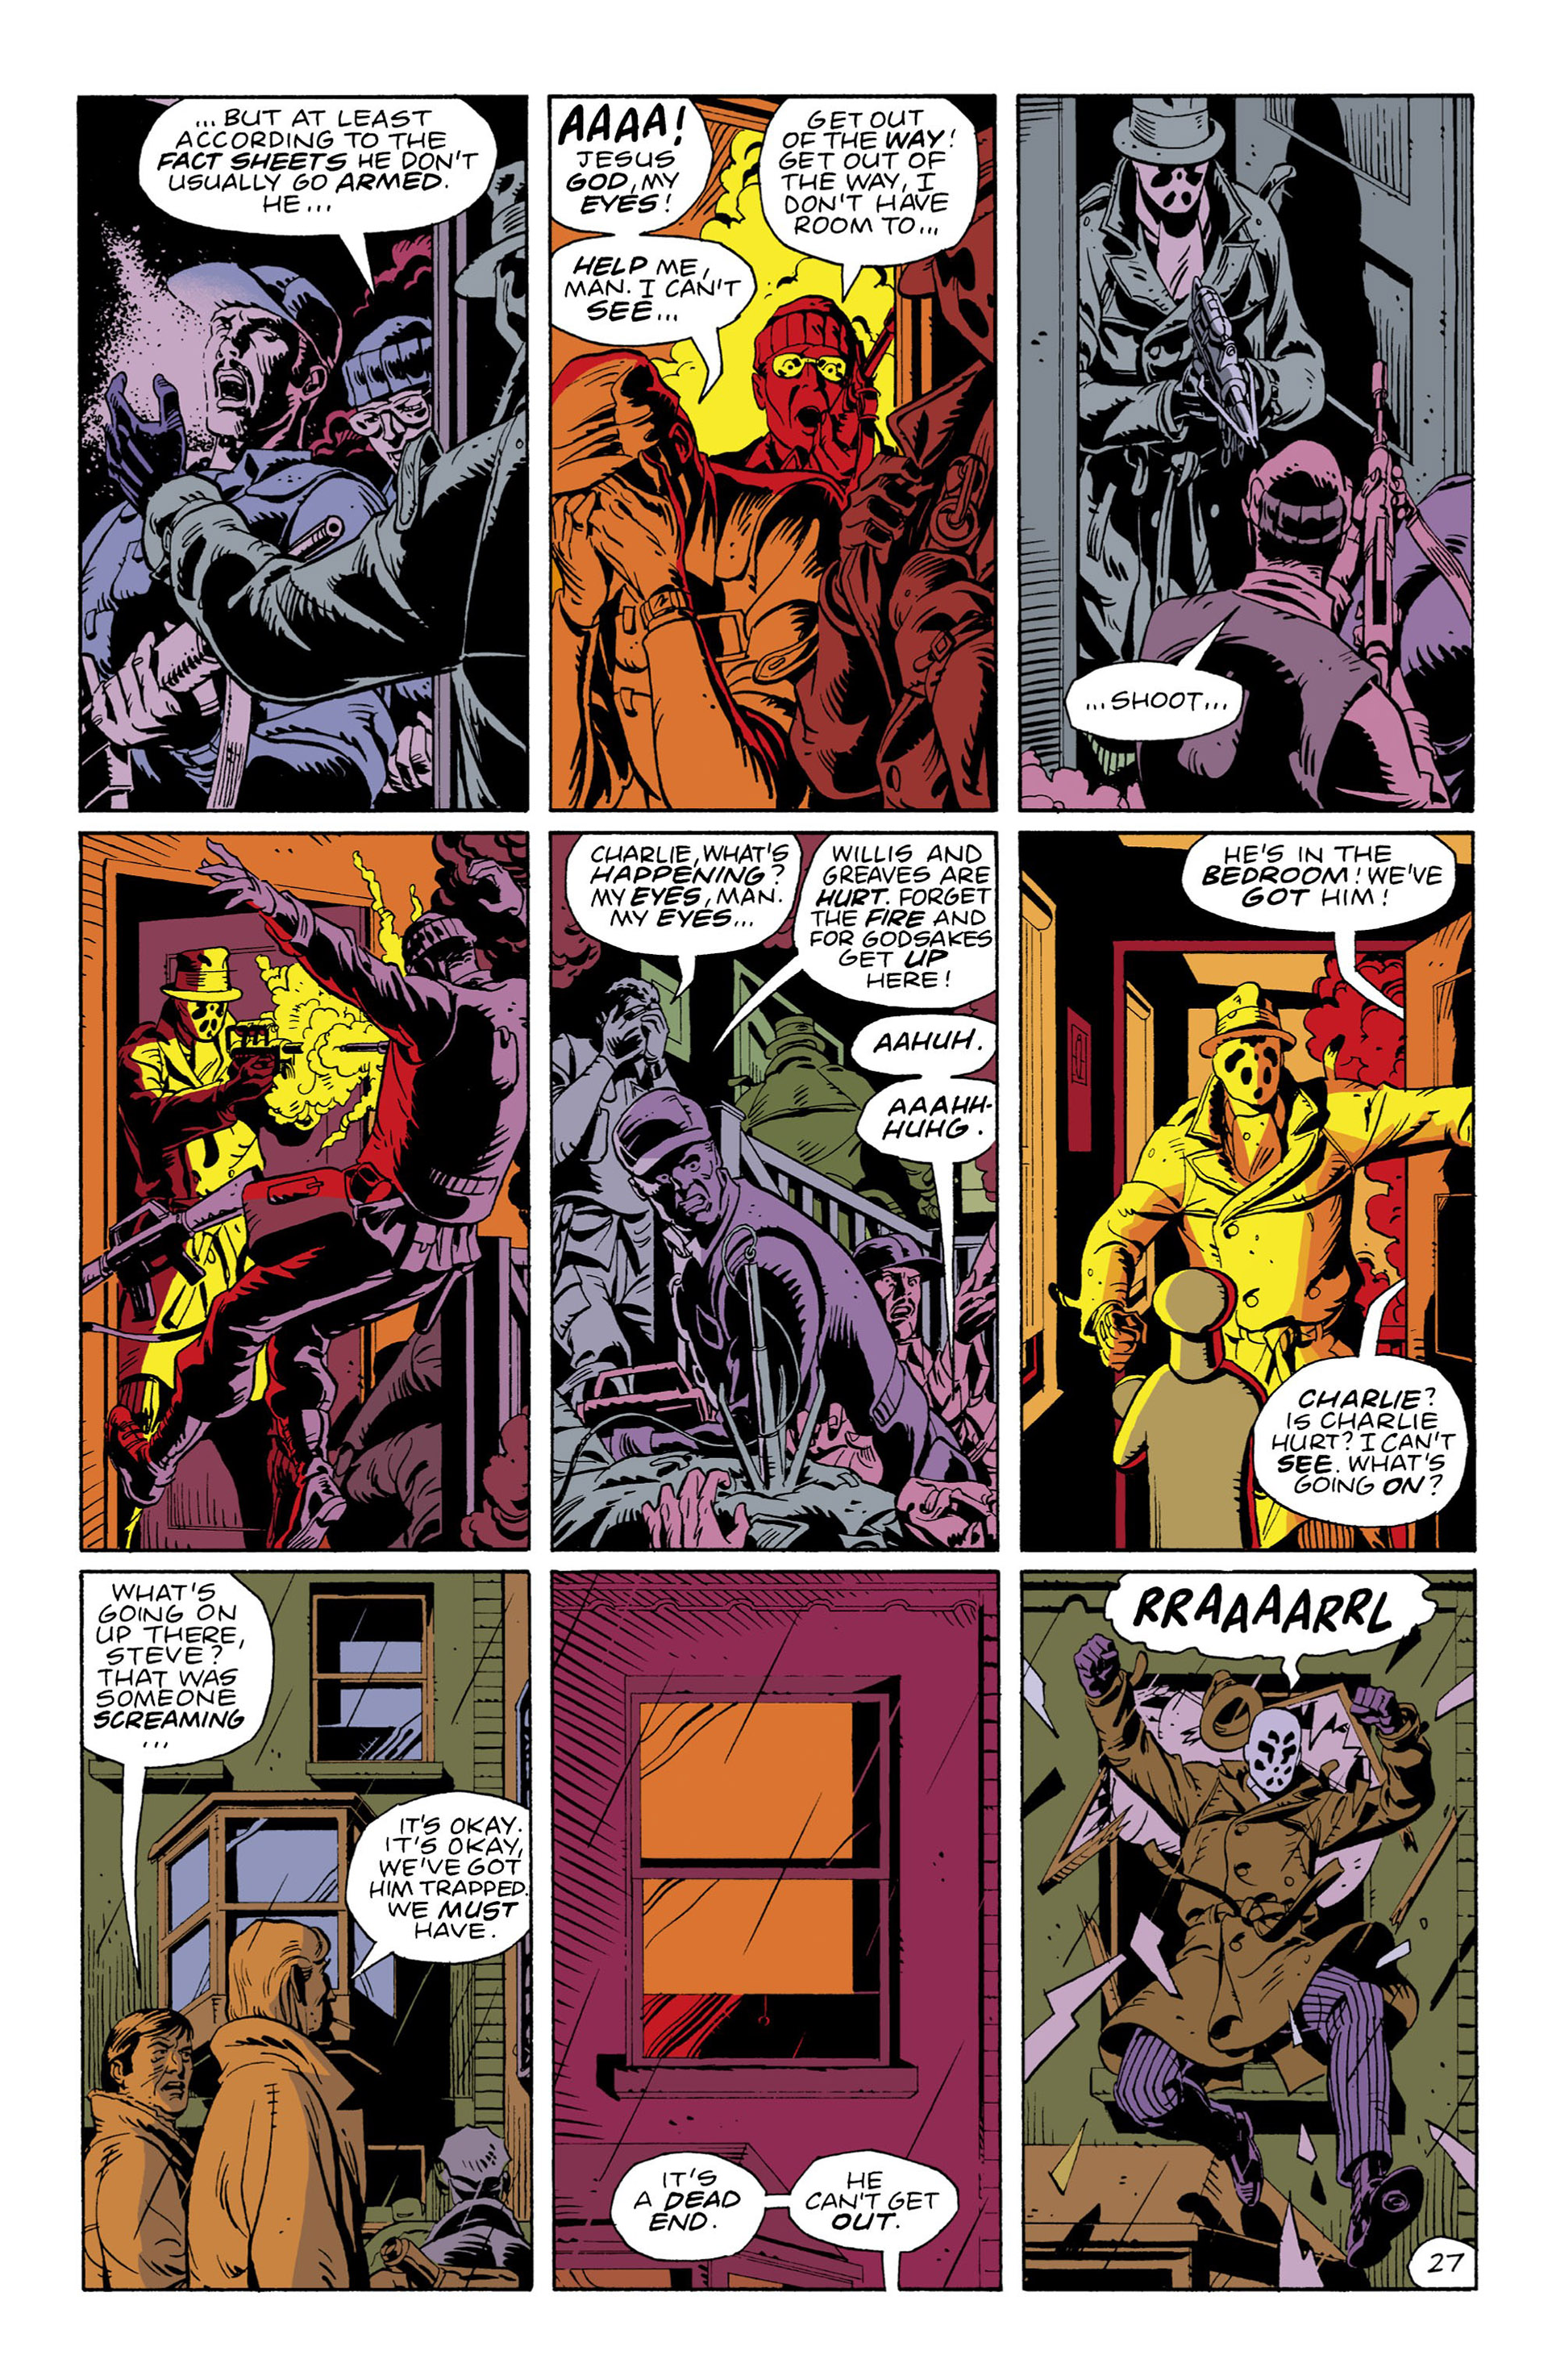 ...BUT AT LEAST
ACCORDING TO THE
FACT SHEETS HE DON'T
USUALLY GO ARMED.
HE...
AAAA!
JESUS
GOD, MY
EYES!
HELP ME,
MAN. I CAN'T
SEE...
GET OUT
OF THE WAY!
GET OUT OF
THE WAY, I
DON'T HAVE
ROOM TO...
...SHOOT...
CHARLIE, WHAT'S
HAPPENING?
MY EYES, MAN.
MY EYES...
WILLIS AND
GREAVES ARE
HURT. FORGET
THE FIRE AND
FOR GODSAKES
GET UP
HERE!
AAHUH.
AAAHH-
HUHG.
HE'S IN THE
BEDROOM! WE'VE
GOT HIM!
CHARLIE?
IS CHARLIE
HURT? I CAN'T
SEE. WHAT'S
GOING ON?
WHAT'S
GOING ON
UP THERE,
STEVE?
THAT WAS
SOMEONE
SCREAMING
...
IT'S OKAY.
IT'S OKAY,
WE'VE GOT
HIM TRAPPED.
WE MUST
HAVE.
IT'S
A DEAD
END.
HE
CAN'T GET
OUT.
RRAAAARRL
27